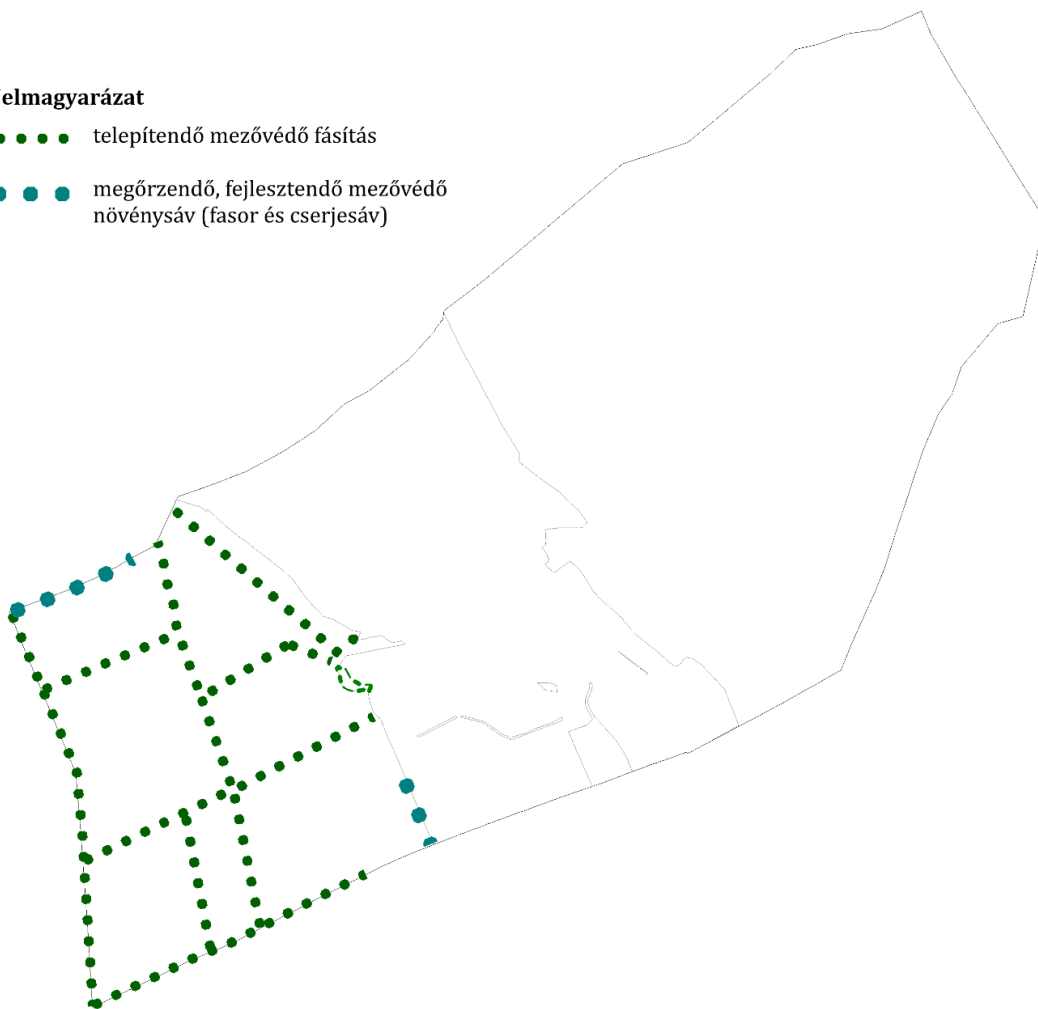 elmagyarázat
telepítendő mezővédő fásítás
megőrzendő, fejlesztendő mezővédő
növénysáv (fasor és cserjesáv)